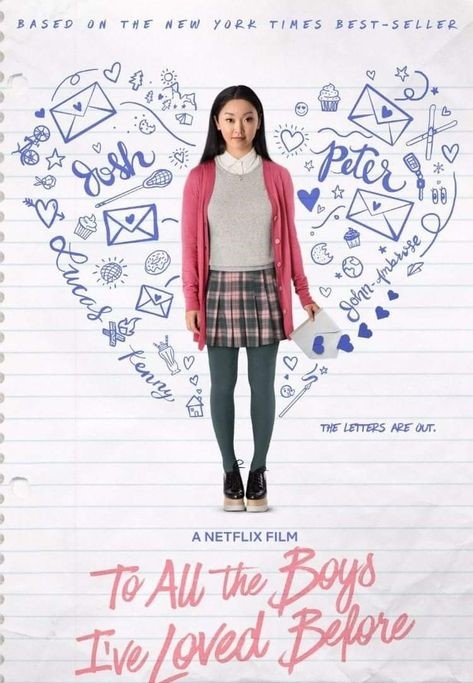 BASED ON THE NEW YORK TIMES BEST-SELLER
Josh
Peter
Lucas
John-Ambrose
Kenny
THE LETTERS ARE OUT.
A NETFLIX FILM
To All the Boys
I've Loved Before